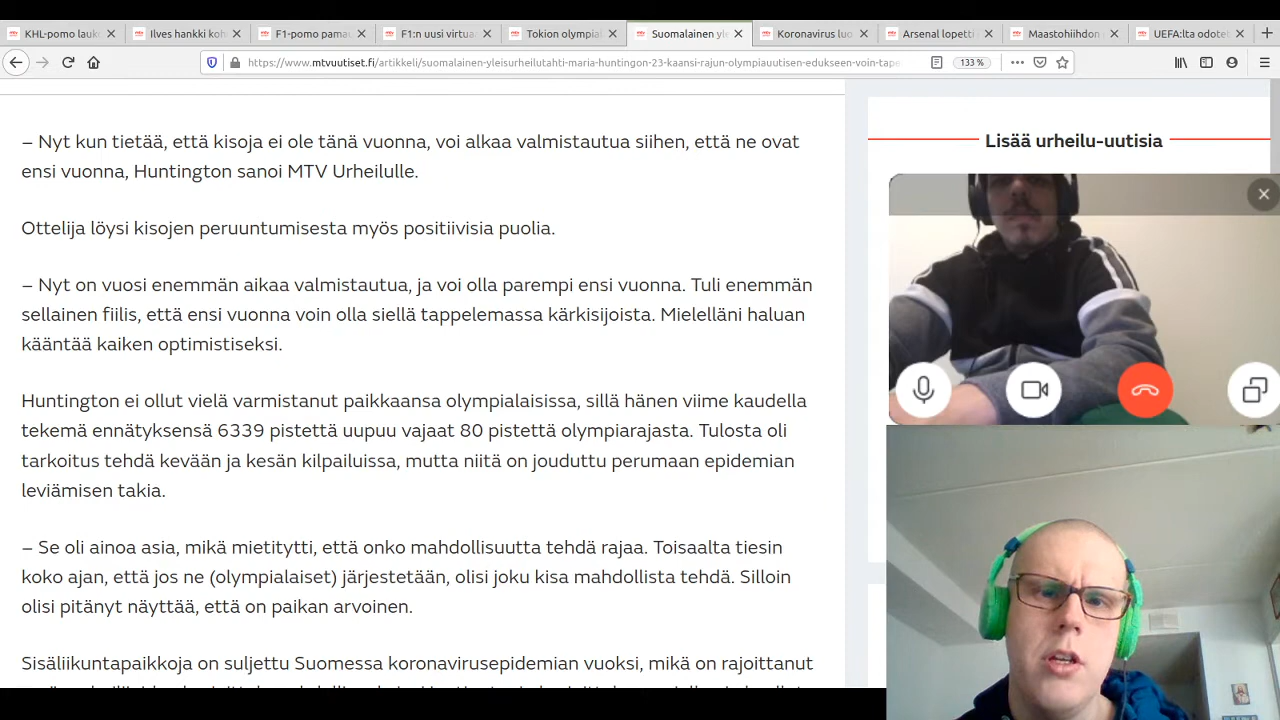 KHL-pomo lauko
Ilves hankki koh
F1-pomo pamau
F1:n uusi virtua
Tokion olympial
Suomalainen yle
Koronavirus luo
Arsenal lopetti
Maastohiihdon
UEFA:lta odote
https://www.mtvuutiset.fi/artikkeli/suomalainen-yleisurheilutahti-maria-huntingon-23-kaansi-rajun-olympiauutisen-edukseen-voin-tape
133 %
– Nyt kun tietää, että kisoja ei ole tänä vuonna, voi alkaa valmistautua siihen, että ne ovat
ensi vuonna, Huntington sanoi MTV Urheilulle.
Ottelija löysi kisojen peruuntumisesta myös positiivisia puolia.
– Nyt on vuosi enemmän aikaa valmistautua, ja voi olla parempi ensi vuonna. Tuli enemmän
sellainen fiilis, että ensi vuonna voin olla siellä tappelemassa kärkisijoista. Mielelläni haluan
kääntää kaiken optimistiseksi.
Huntington ei ollut vielä varmistanut paikkaansa olympialaisissa, sillä hänen viime kaudella
tekemä ennätyksensä 6339 pistettä uupuu vajaat 80 pistettä olympiarajasta. Tulosta oli
tarkoitus tehdä kevään ja kesän kilpailuissa, mutta niitä on jouduttu perumaan epidemian
leviämisen takia.
– Se oli ainoa asia, mikä mietitytti, että onko mahdollisuutta tehdä rajaa. Toisaalta tiesin
koko ajan, että jos ne (olympialaiset) järjestetään, olisi joku kisa mahdollista tehdä. Silloin
olisi pitänyt näyttää, että on paikan arvoinen.
Sisäliikuntapaikkoja on suljettu Suomessa koronavirusepidemian vuoksi, mikä on rajoittanut
Lisää urheilu-uutisia